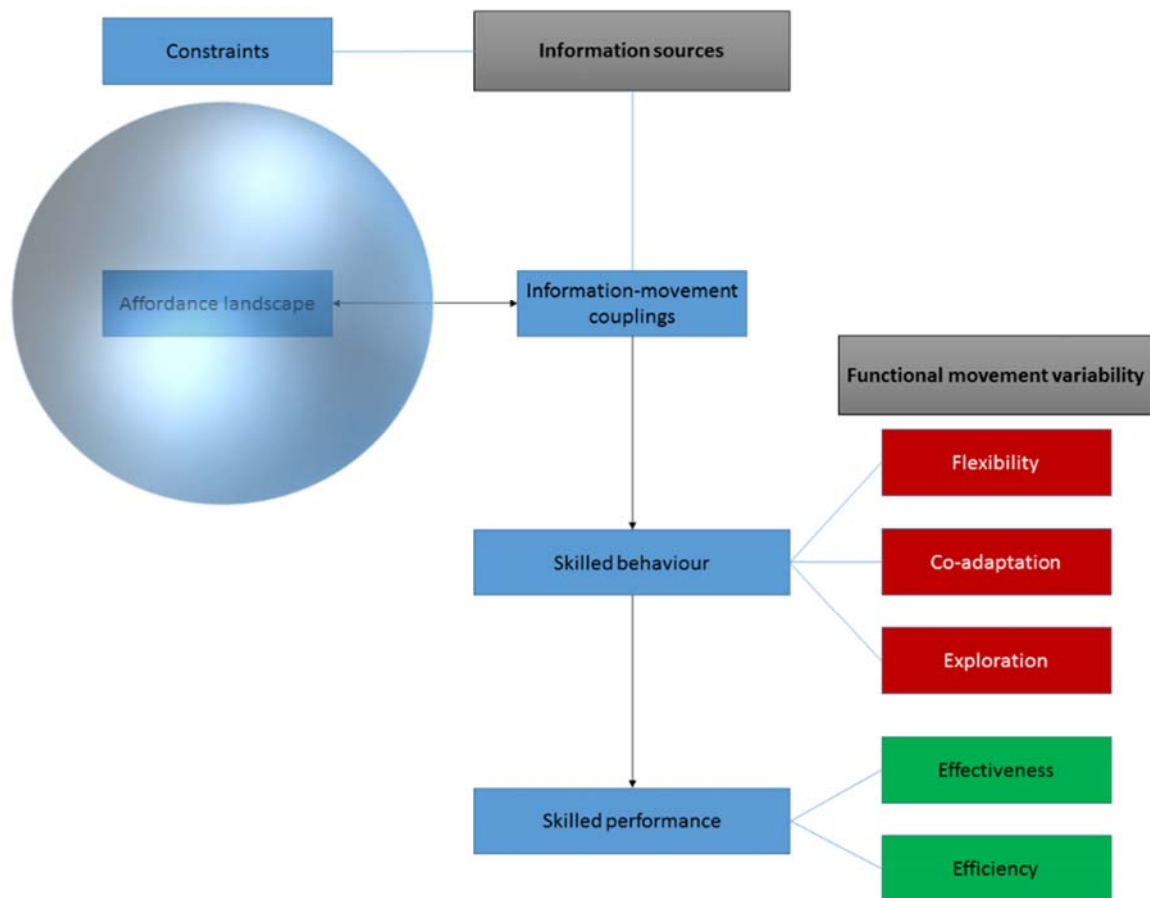 Constraints
Information sources
Affordance landscape
Information-movement
couplings
Functional movement variability
Flexibility
Skilled behaviour
Co-adaptation
Exploration
Effectiveness
Skilled performance
Efficiency